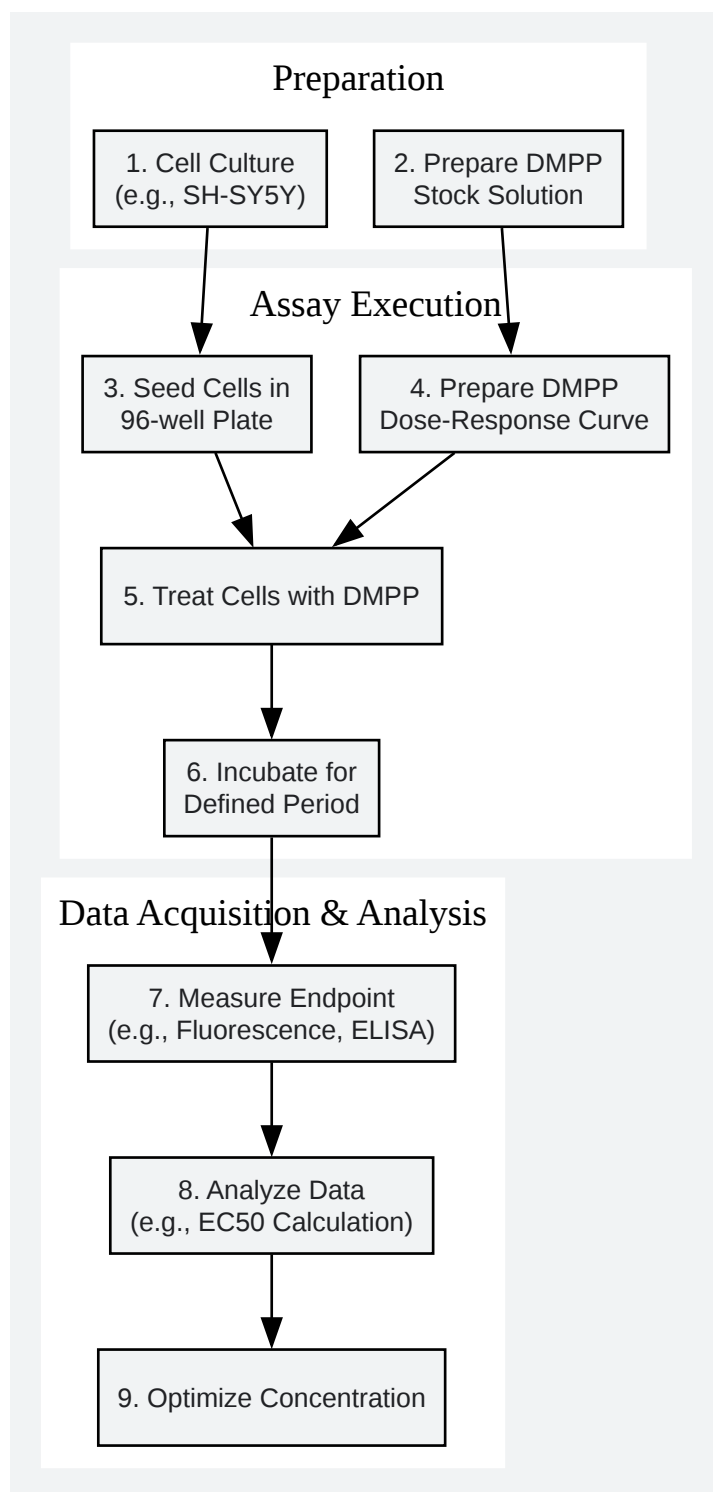 Preparation
1. Cell Culture
(e.g., SH-SY5Y)
2. Prepare DMPP
Stock Solution
Assay Execution
3. Seed Cells in
96-well Plate
4. Prepare DMPP
Dose-Response Curve
5. Treat Cells with DMPP
6. Incubate for
Defined Period
Data Acquisition & Analysis
7. Measure Endpoint
(e.g., Fluorescence, ELISA)
8. Analyze Data
(e.g., EC50 Calculation)
9. Optimize Concentration